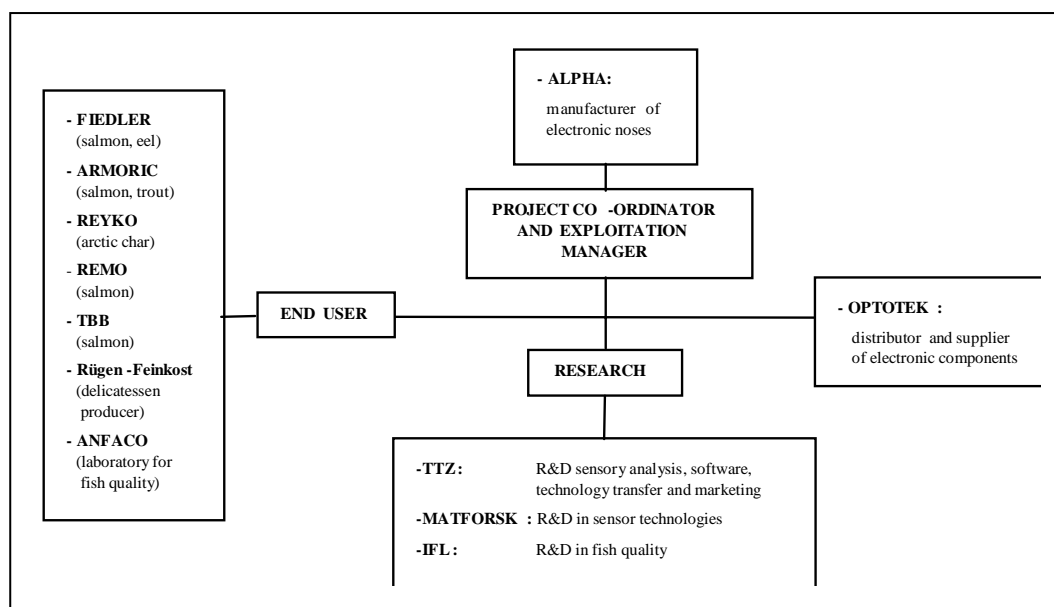 - FIEDLER
(salmon, eel)
- ARMORIC
(salmon, trout)
- REYKO
(arctic char)
- REMO
(salmon)
- TBB
(salmon)
- Rügen -Feinkost
(delicatessen
producer)
- ANFACO
(laboratory for
fish quality)
END USER
- ALPHA:
manufacturer of
electronic noses
PROJECT CO -ORDINATOR
AND EXPLOITATION
MANAGER
- OPTOTEK :
distributor and supplier
of electronic components
RESEARCH
-TTZ: R&D sensory analysis, software,
technology transfer and marketing
-MATFORSK : R&D in sensor technologies
-IFL: R&D in fish quality